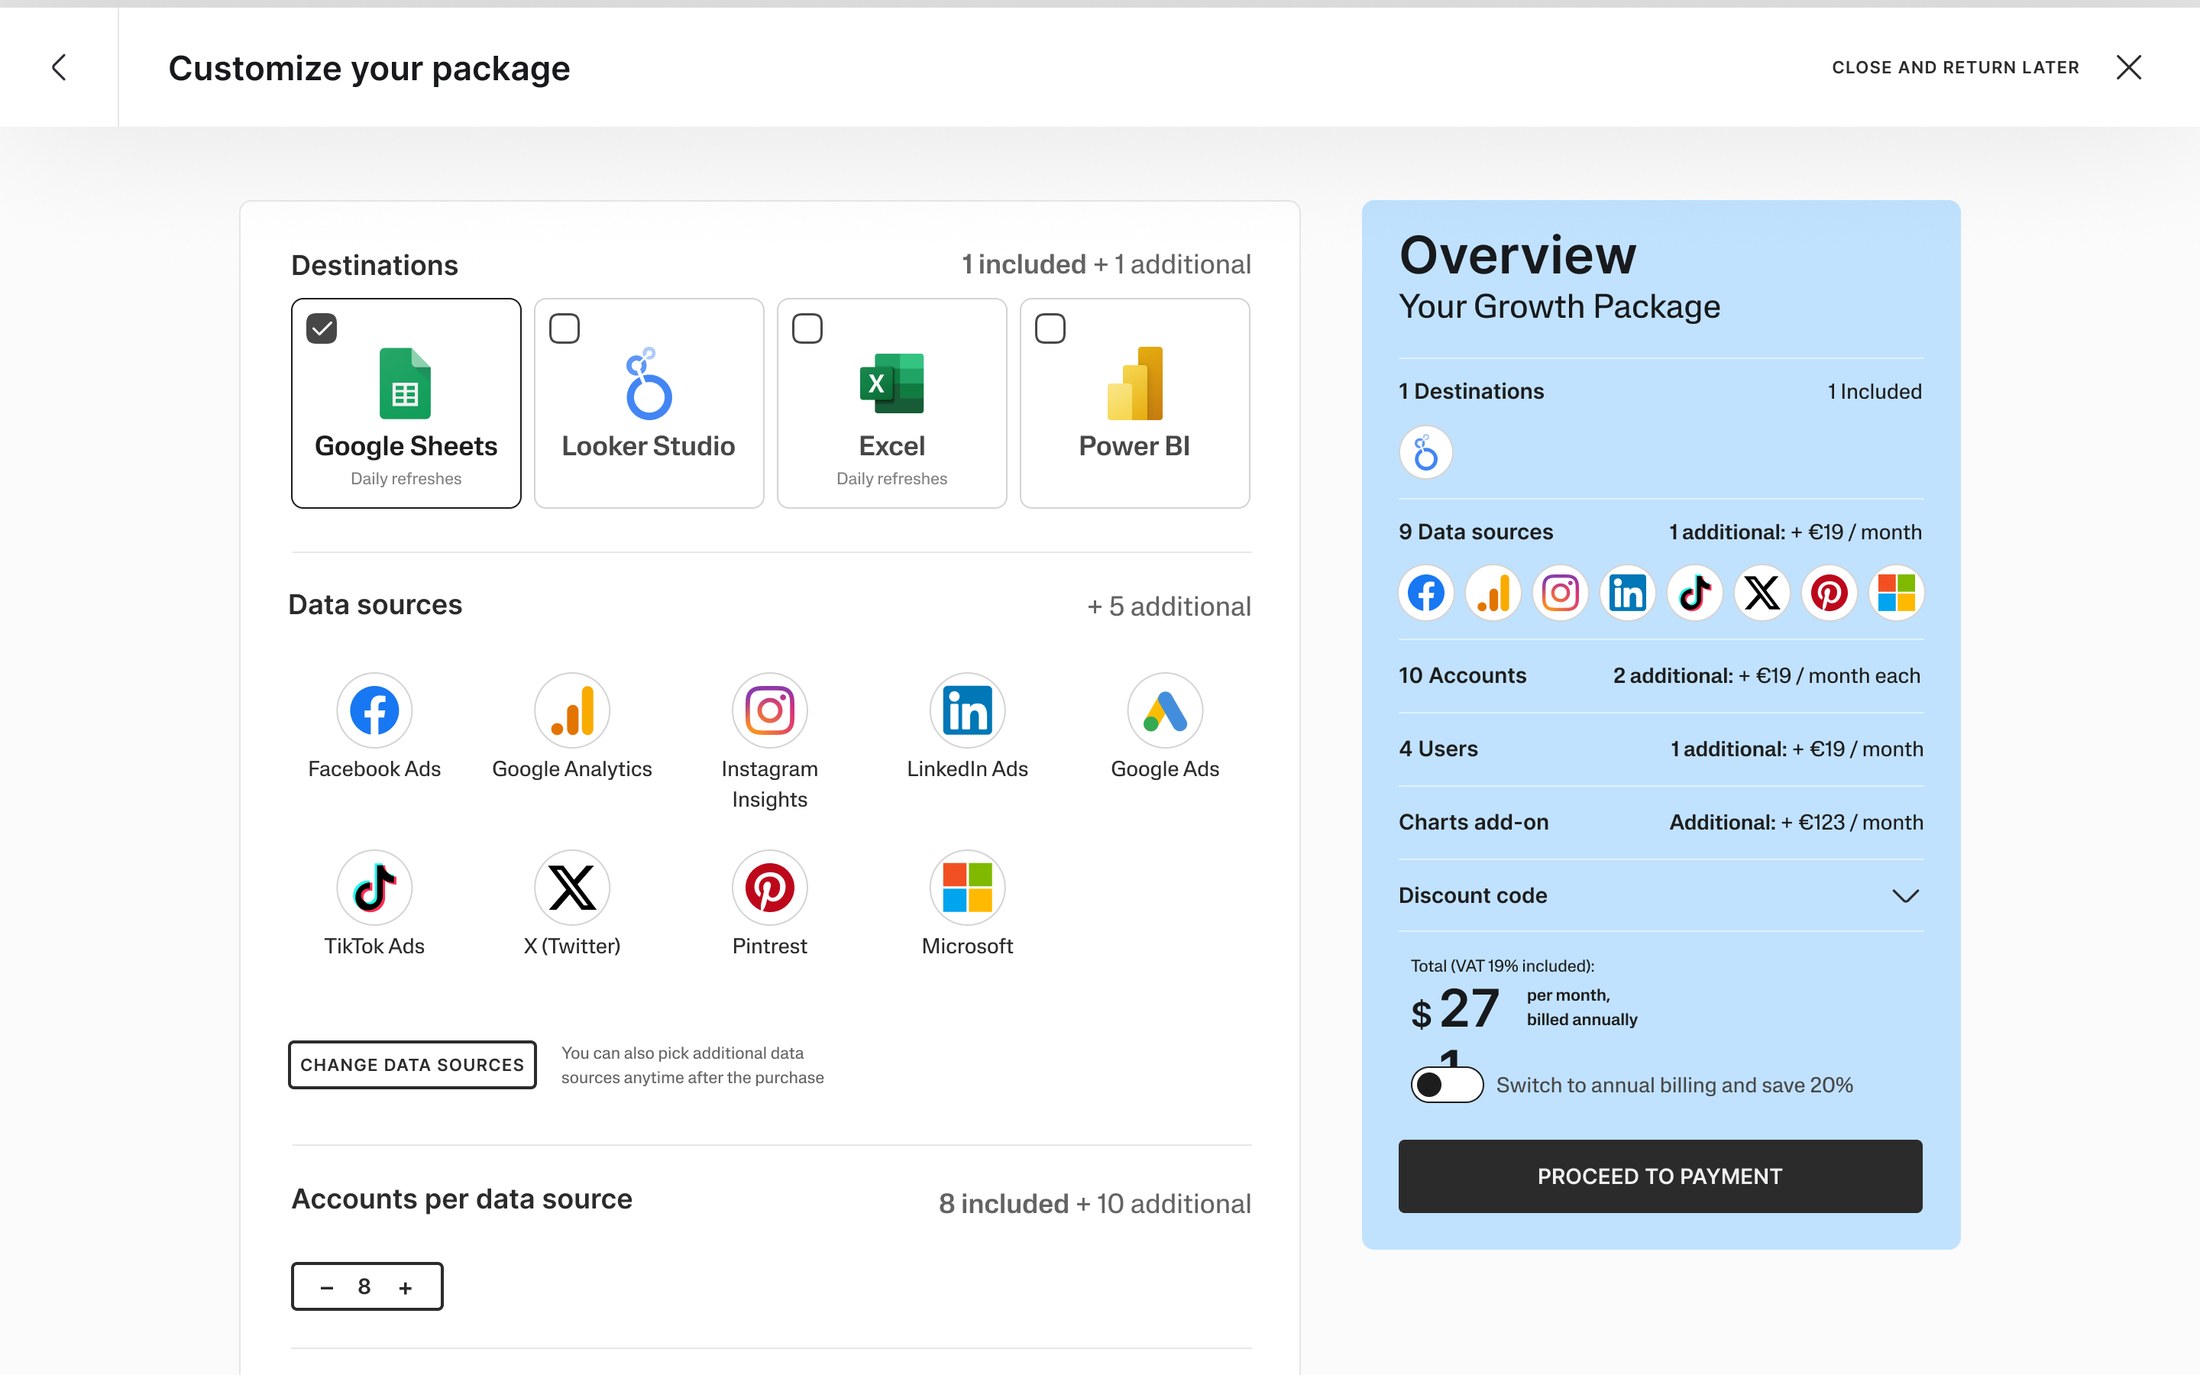 Customize your package
CLOSE AND RETURN LATER
Destinations
1 included + 1 additional
Google Sheets
Daily refreshes
Looker Studio
X
Excel
Daily refreshes
Power BI
Data sources
+ 5 additional
Facebook Ads
Google Analytics
Instagram
Insights
in
LinkedIn Ads
Google Ads
TikTok Ads
X (Twitter)
Pintrest
Microsoft
CHANGE DATA SOURCES
You can also pick additional data
sources anytime after the purchase
Accounts per data source
8 included + 10 additional
– 8 +
Overview
Your Growth Package
1 Destinations
1 Included
9 Data sources
1 additional: + €19 / month
in
10 Accounts
2 additional: + €19 / month each
4 Users
1 additional: + €19 / month
Charts add-on
Additional: + €123 / month
Discount code
Total (VAT 19% included):
$ 27
per month,
billed annually
Switch to annual billing and save 20%
PROCEED TO PAYMENT